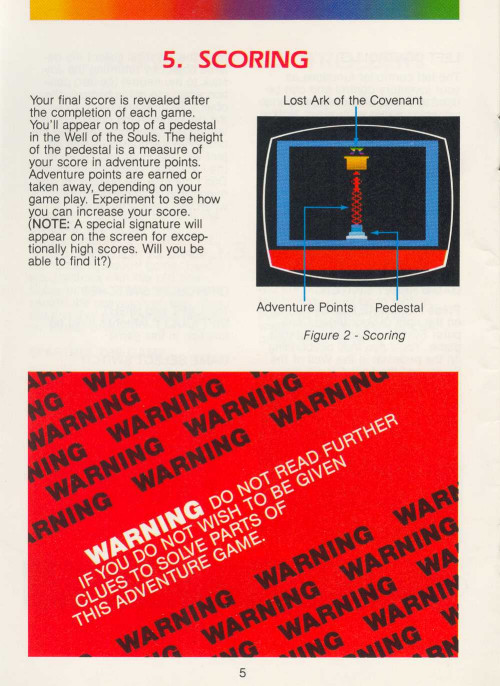 5. SCORING
Your final score is revealed after
the completion of each game.
You'll appear on top of a pedestal
in the Well of the Souls. The height
of the pedestal is a measure of
your score in adventure points.
Adventure points are earned or
taken away, depending on your
game play. Experiment to see how
you can increase your score.
(NOTE: A special signature will
appear on the screen for excep-
tionally high scores. Will you be
able to find it?)
Lost Ark of the Covenant
Adventure Points Pedestal
Figure 2 - Scoring
WARNING WARNING WARNING
WARNING WARNING WARNING WARNING
WARNING WARNING
WARNING DO NOT READ FURTHER
IF YOU DO NOT WISH TO BE GIVEN
CLUES TO SOLVE PARTS OF
THIS ADVENTURE GAME.
WARNING WARNING WARNING
WARNING WARNING
WARNING
5